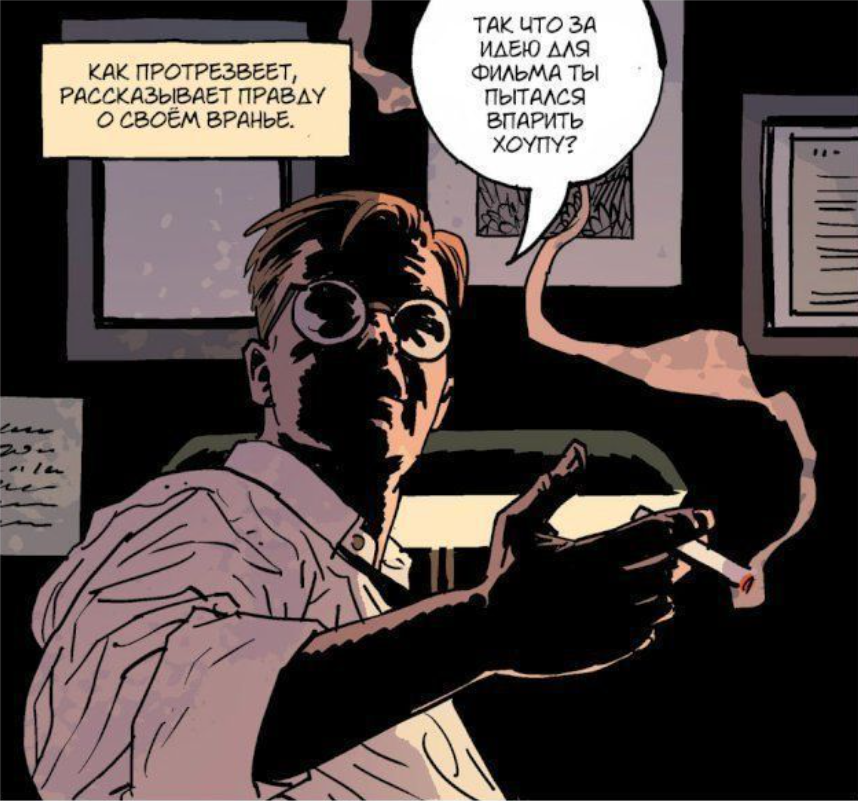 КАК ПРОТРЕЗВЕЕТ,
РАССКАЗЫВАЕТ ПРАВДУ
О СВОЁМ ВРАНЬЕ.
ТАК ЧТО ЗА
ИДЕЮ ДЛЯ
ФИЛЬМА ТЫ
ПЫТАЛСЯ
ВПАРИТЬ
ХОУПУ?